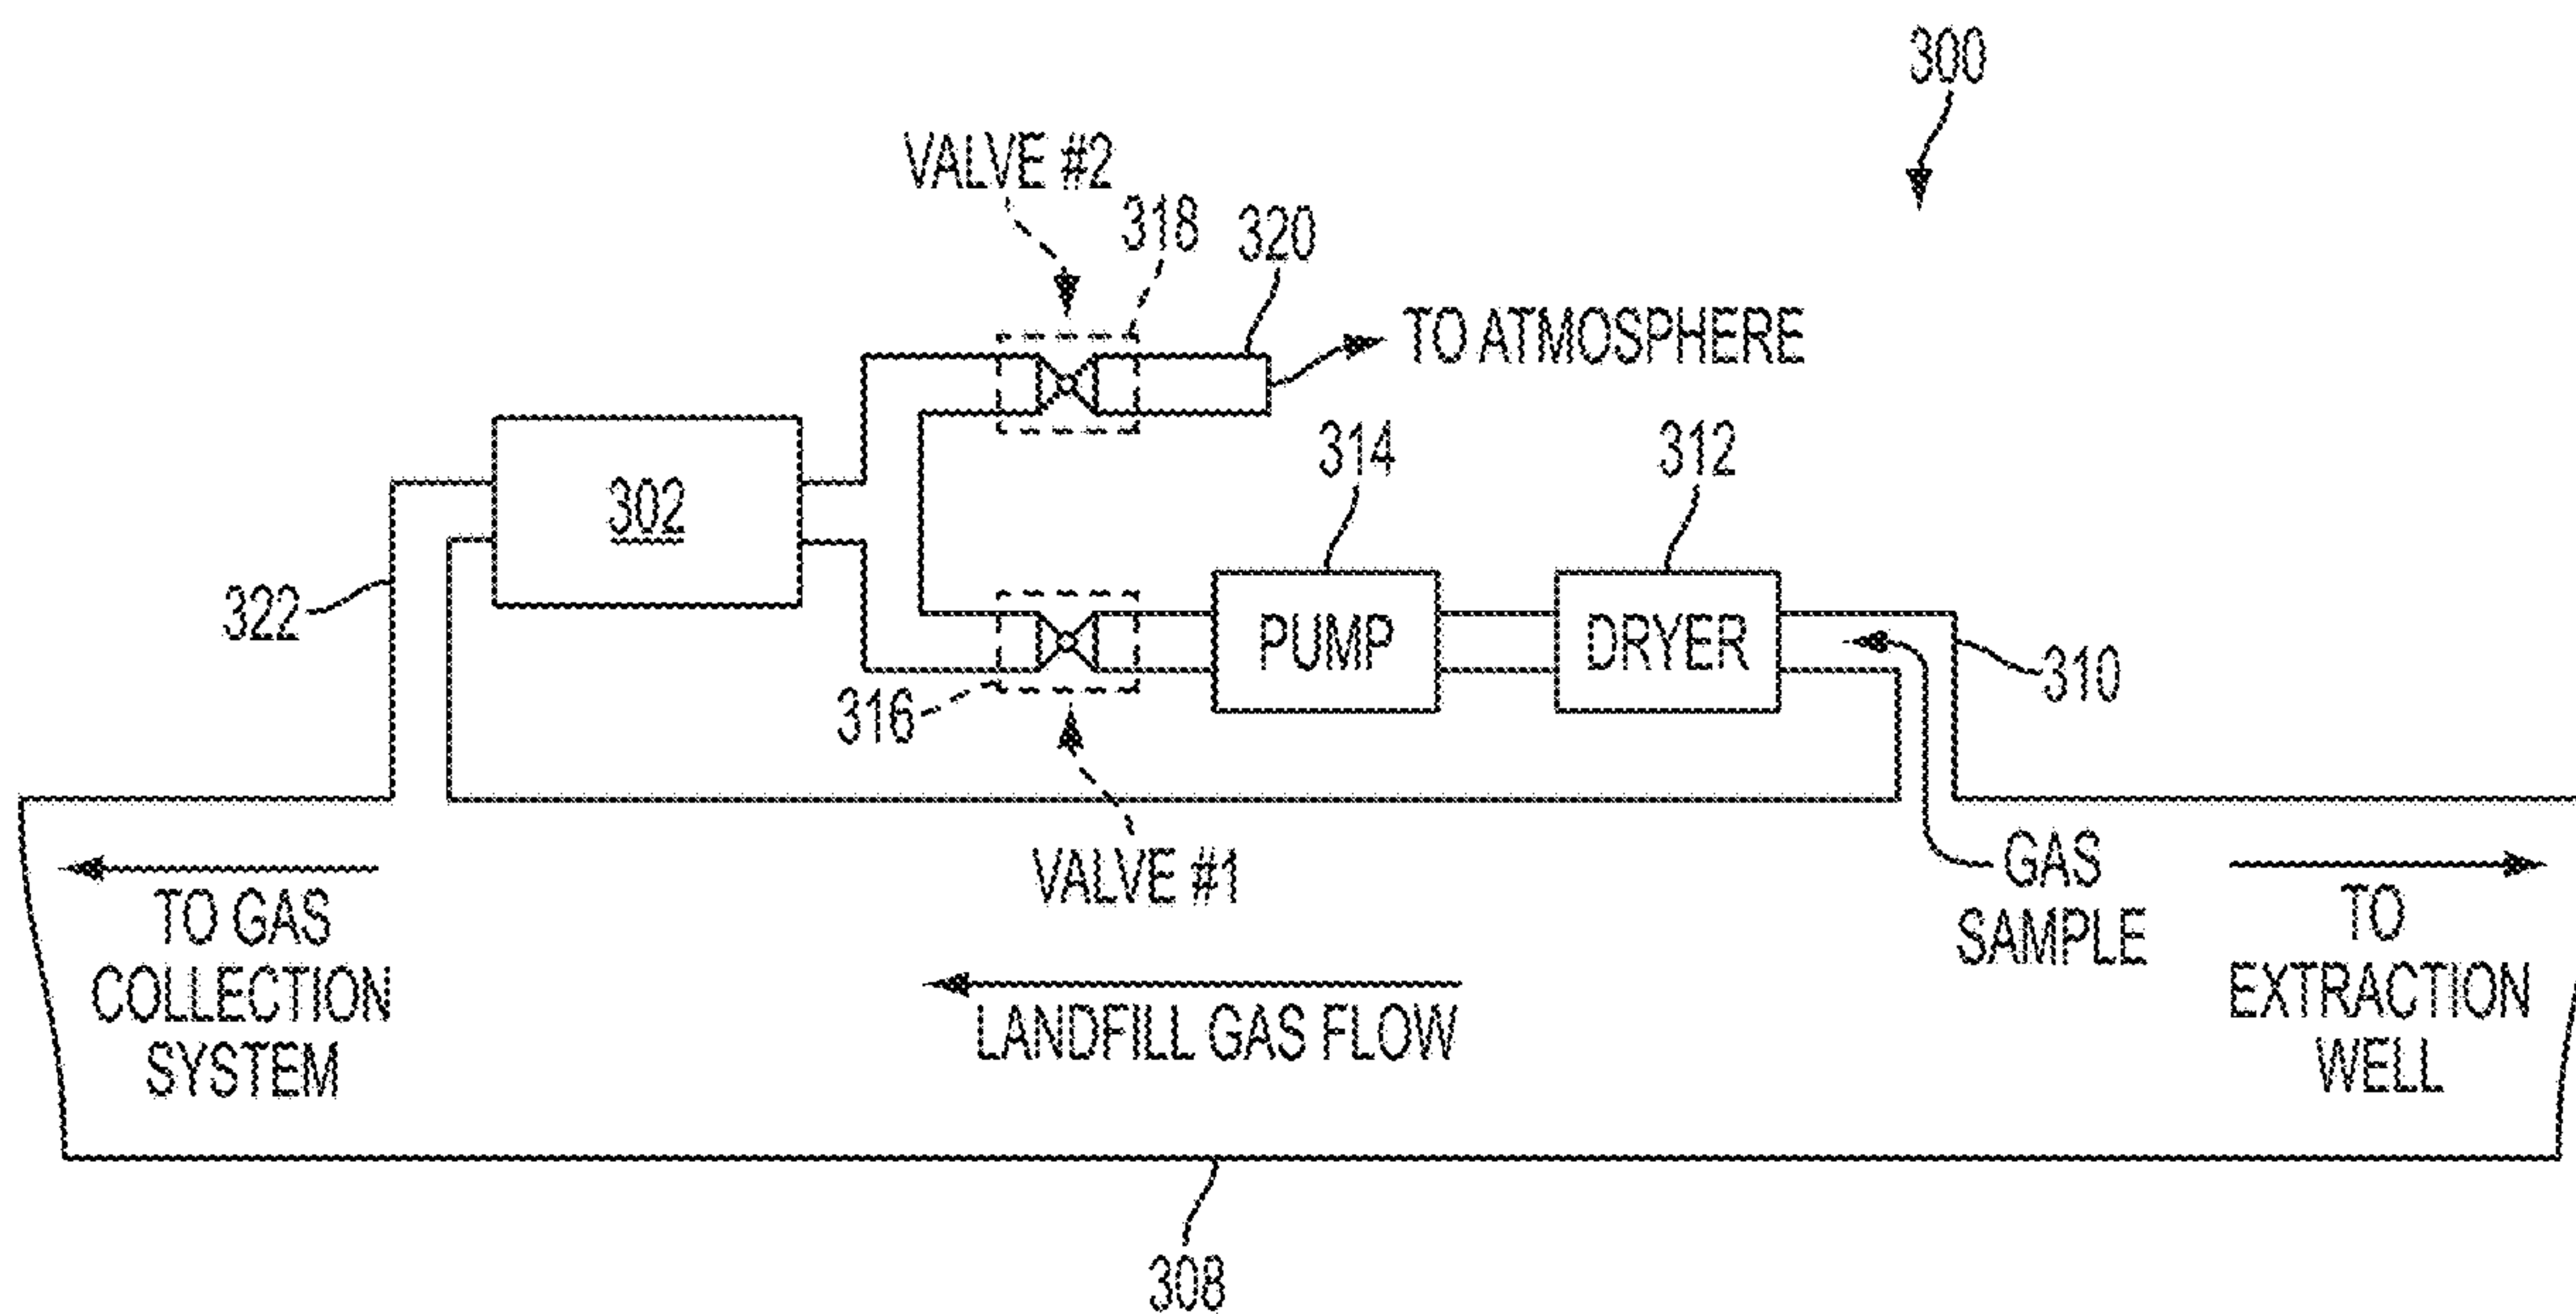 300
VALVE #2
318
320
TO ATMOSPHERE
314
312
302
322
PUMP
DRYER
310
316
VALVE #1
GAS
SAMPLE
TO GAS
COLLECTION
SYSTEM
LANDFILL GAS FLOW
TO
EXTRACTION
WELL
308